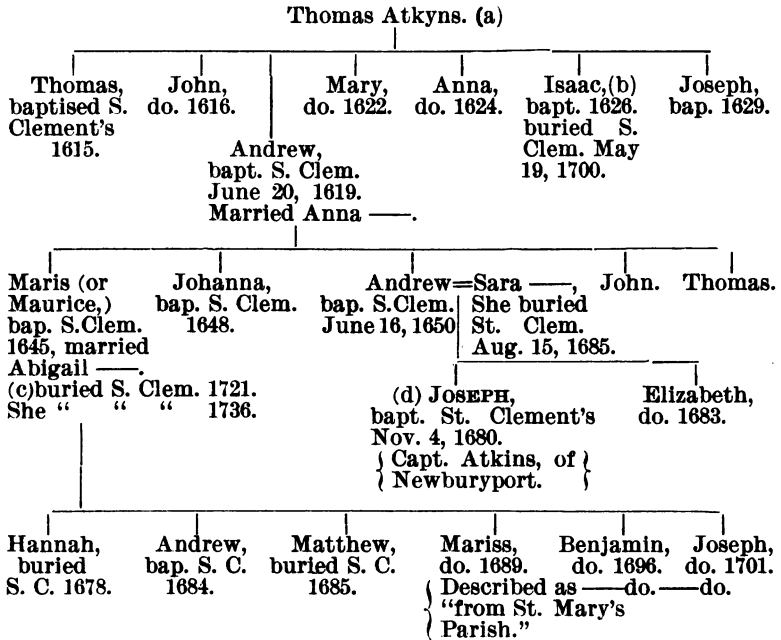 Thomas Atkyns. (a)
Thomas,
baptised S.
Clement's
1615.
John,
do. 1616.
Andrew,
bapt. S. Clem.
June 20, 1619.
Married Anna ——.
Mary,
do. 1622.
Anna,
do. 1624.
Isaac,(b)
bapt. 1626.
buried S.
Clem. May
19, 1700.
Joseph,
bap. 1629.
Maris (or
Maurice,)
bap. S.Clem.
1645, married
Abigail ——.
(c)buried S. Clem. 1721.
She “ “ “ 1736.
Johanna,
bap. S. Clem.
1648.
Andrew=Sara ——,
bap. S.Clem.
June 16, 1650
She buried
St. Clem.
Aug. 15, 1685.
John.
Thomas.
(d) JOSEPH,
bapt. St. Clement's
Nov. 4, 1680.
{ Capt. Atkins, of }
{ Newburyport. }
Elizabeth,
do. 1683.
Hannah,
buried
S. C. 1678.
Andrew,
bap. S. C.
1684.
Matthew,
buried S. C.
1685.
Mariss,
do. 1689.
Benjamin,
do. 1696.
Joseph,
do. 1701.
{ Described as ——do.——do.
“from St. Mary's
Parish.”